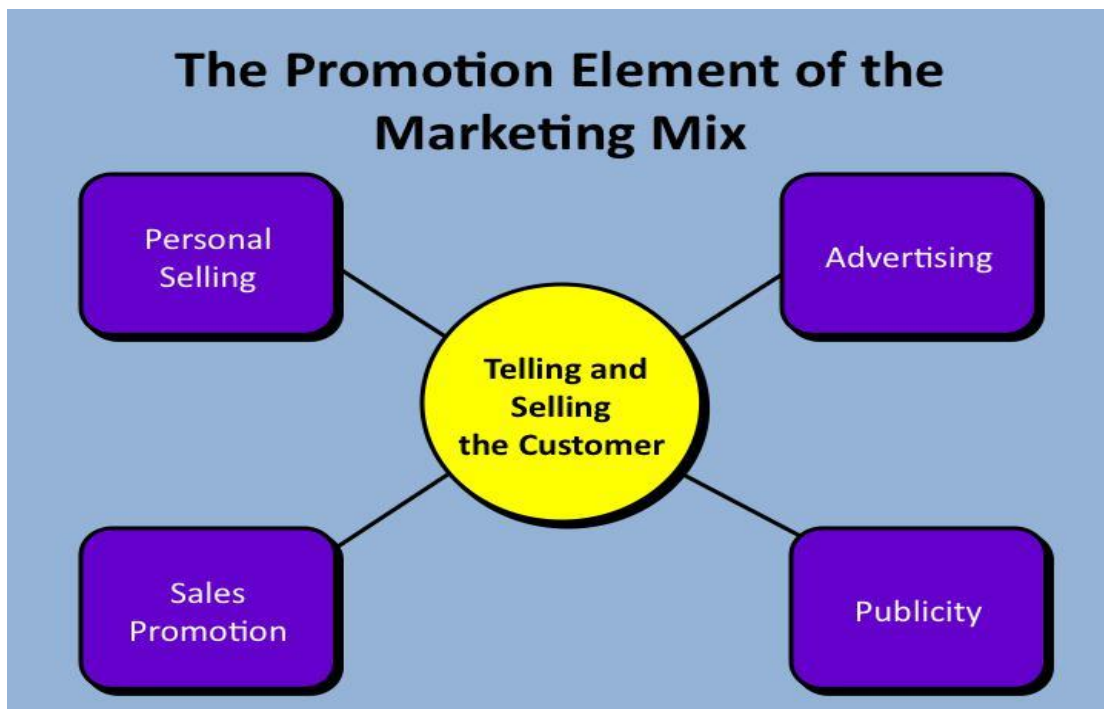 The Promotion Element of the
Marketing Mix
Personal
Selling
Advertising
Telling and
Selling
the Customer
Sales
Promotion
Publicity